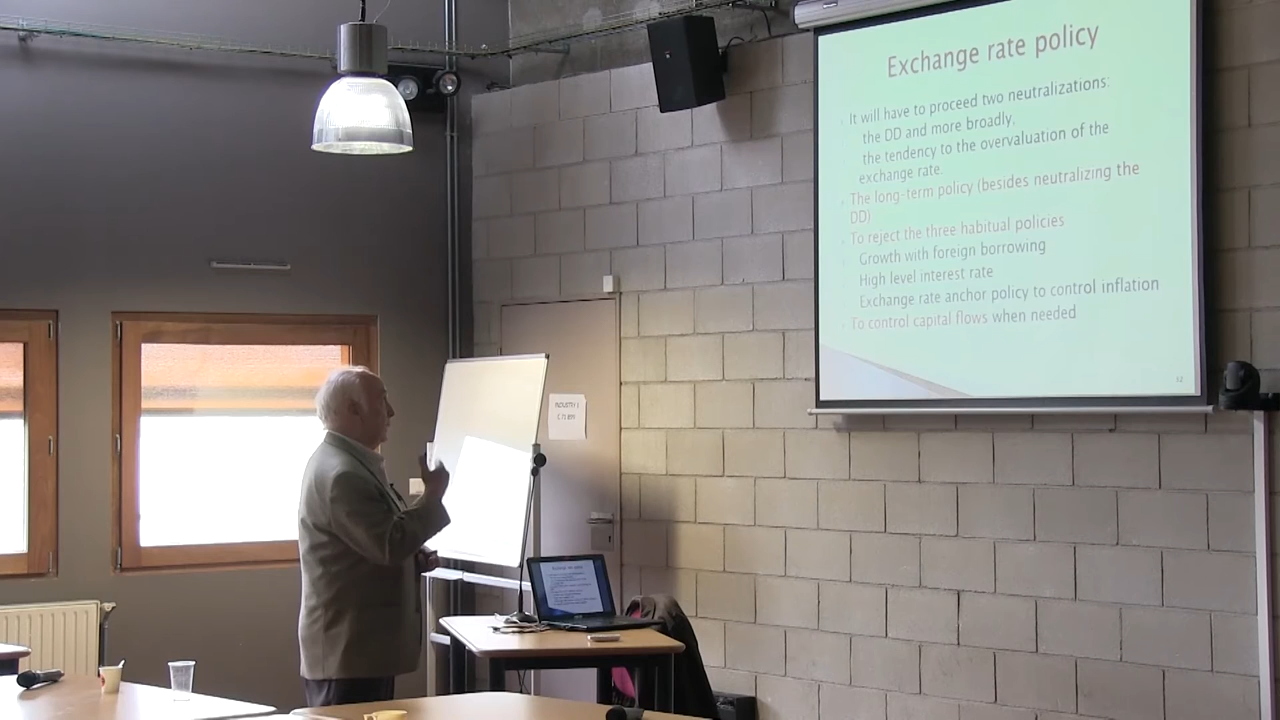 Exchange rate policy
It will have to proceed two neutralizations:
the DD and more broadly,
the tendency to the overvaluation of the
exchange rate.
The long-term policy (besides neutralizing the
DD)
To reject the three habitual policies
Growth with foreign borrowing
High level interest rate
Exchange rate anchor policy to control inflation
To control capital flows when needed
12